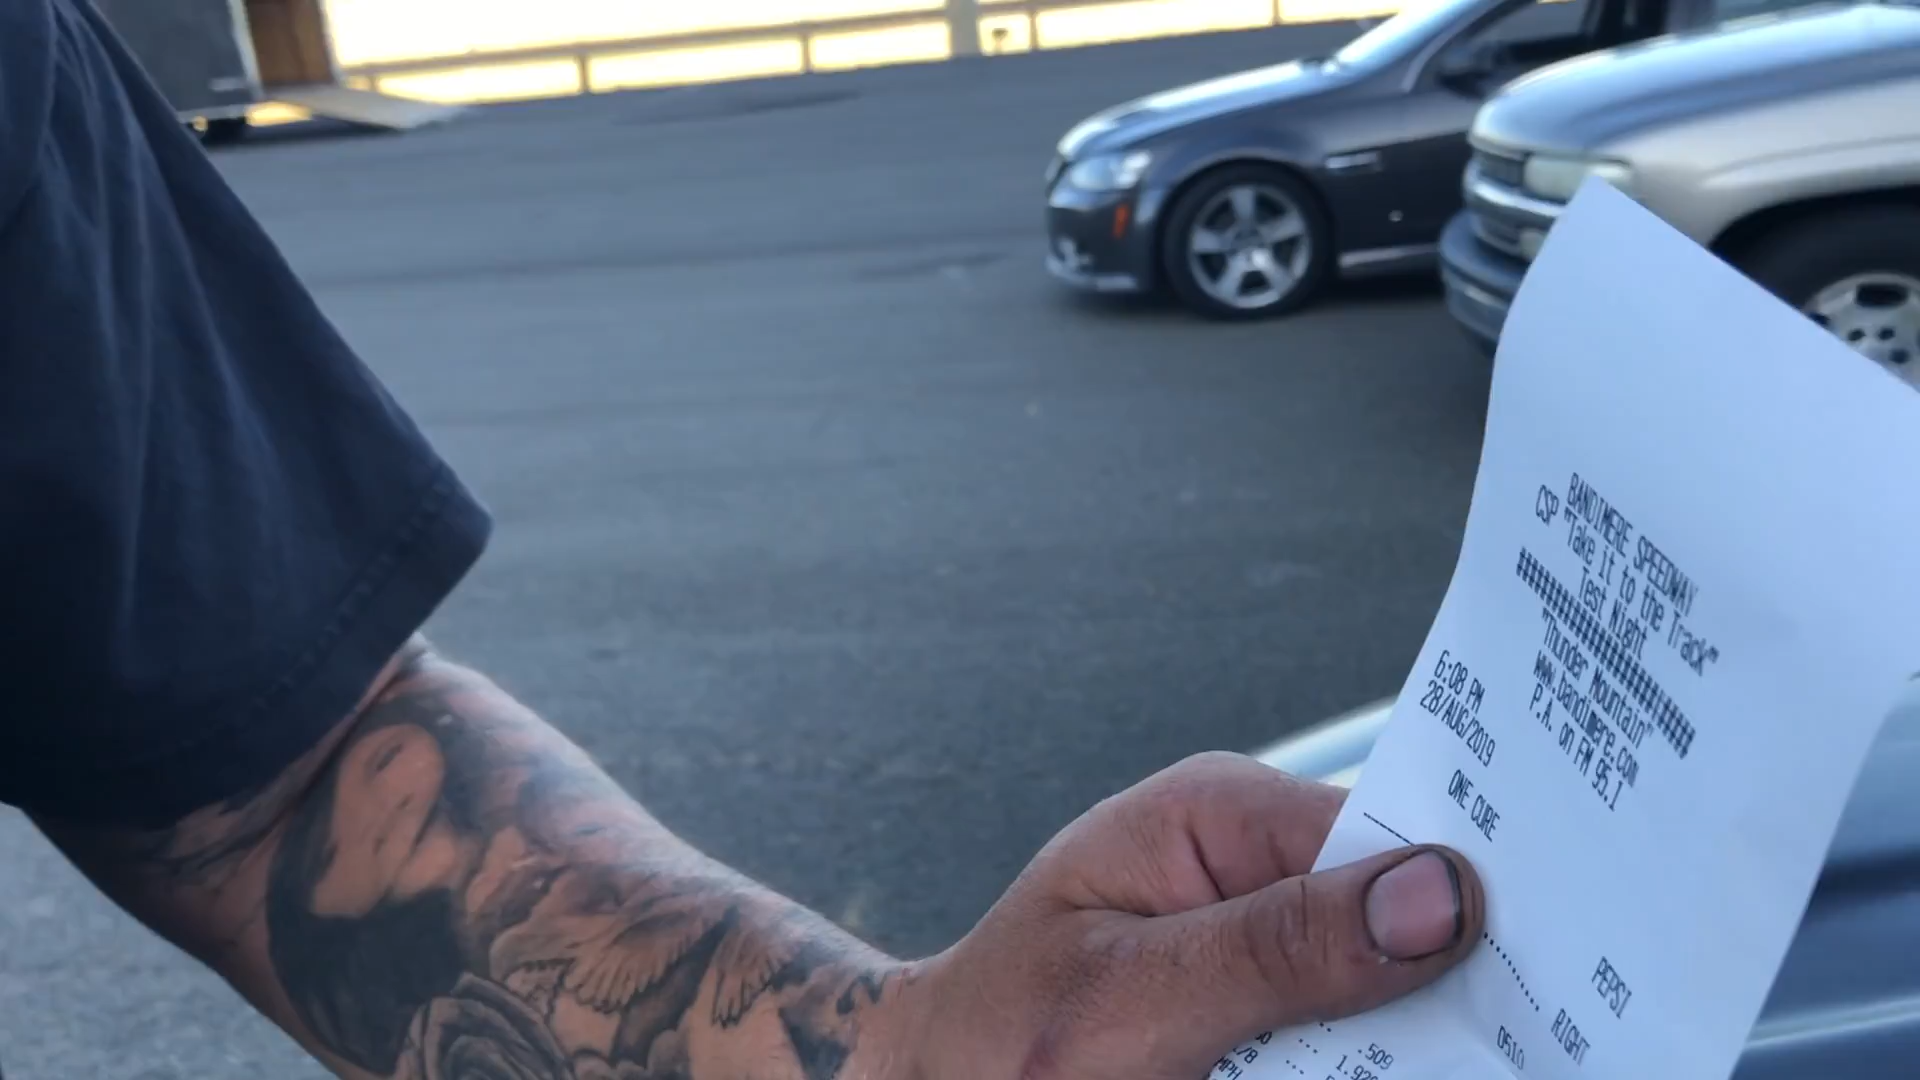 BANDIMERE SPEEDWAY
CSP "Take it to the Track"
Test Night
"Thunder Mountain"
www.bandimere.com
P.A. on FM 95.1
6:08 PM
28/AUG/2019
ONE CURE
PEPSI
RIGHT
0510
.509
MPH